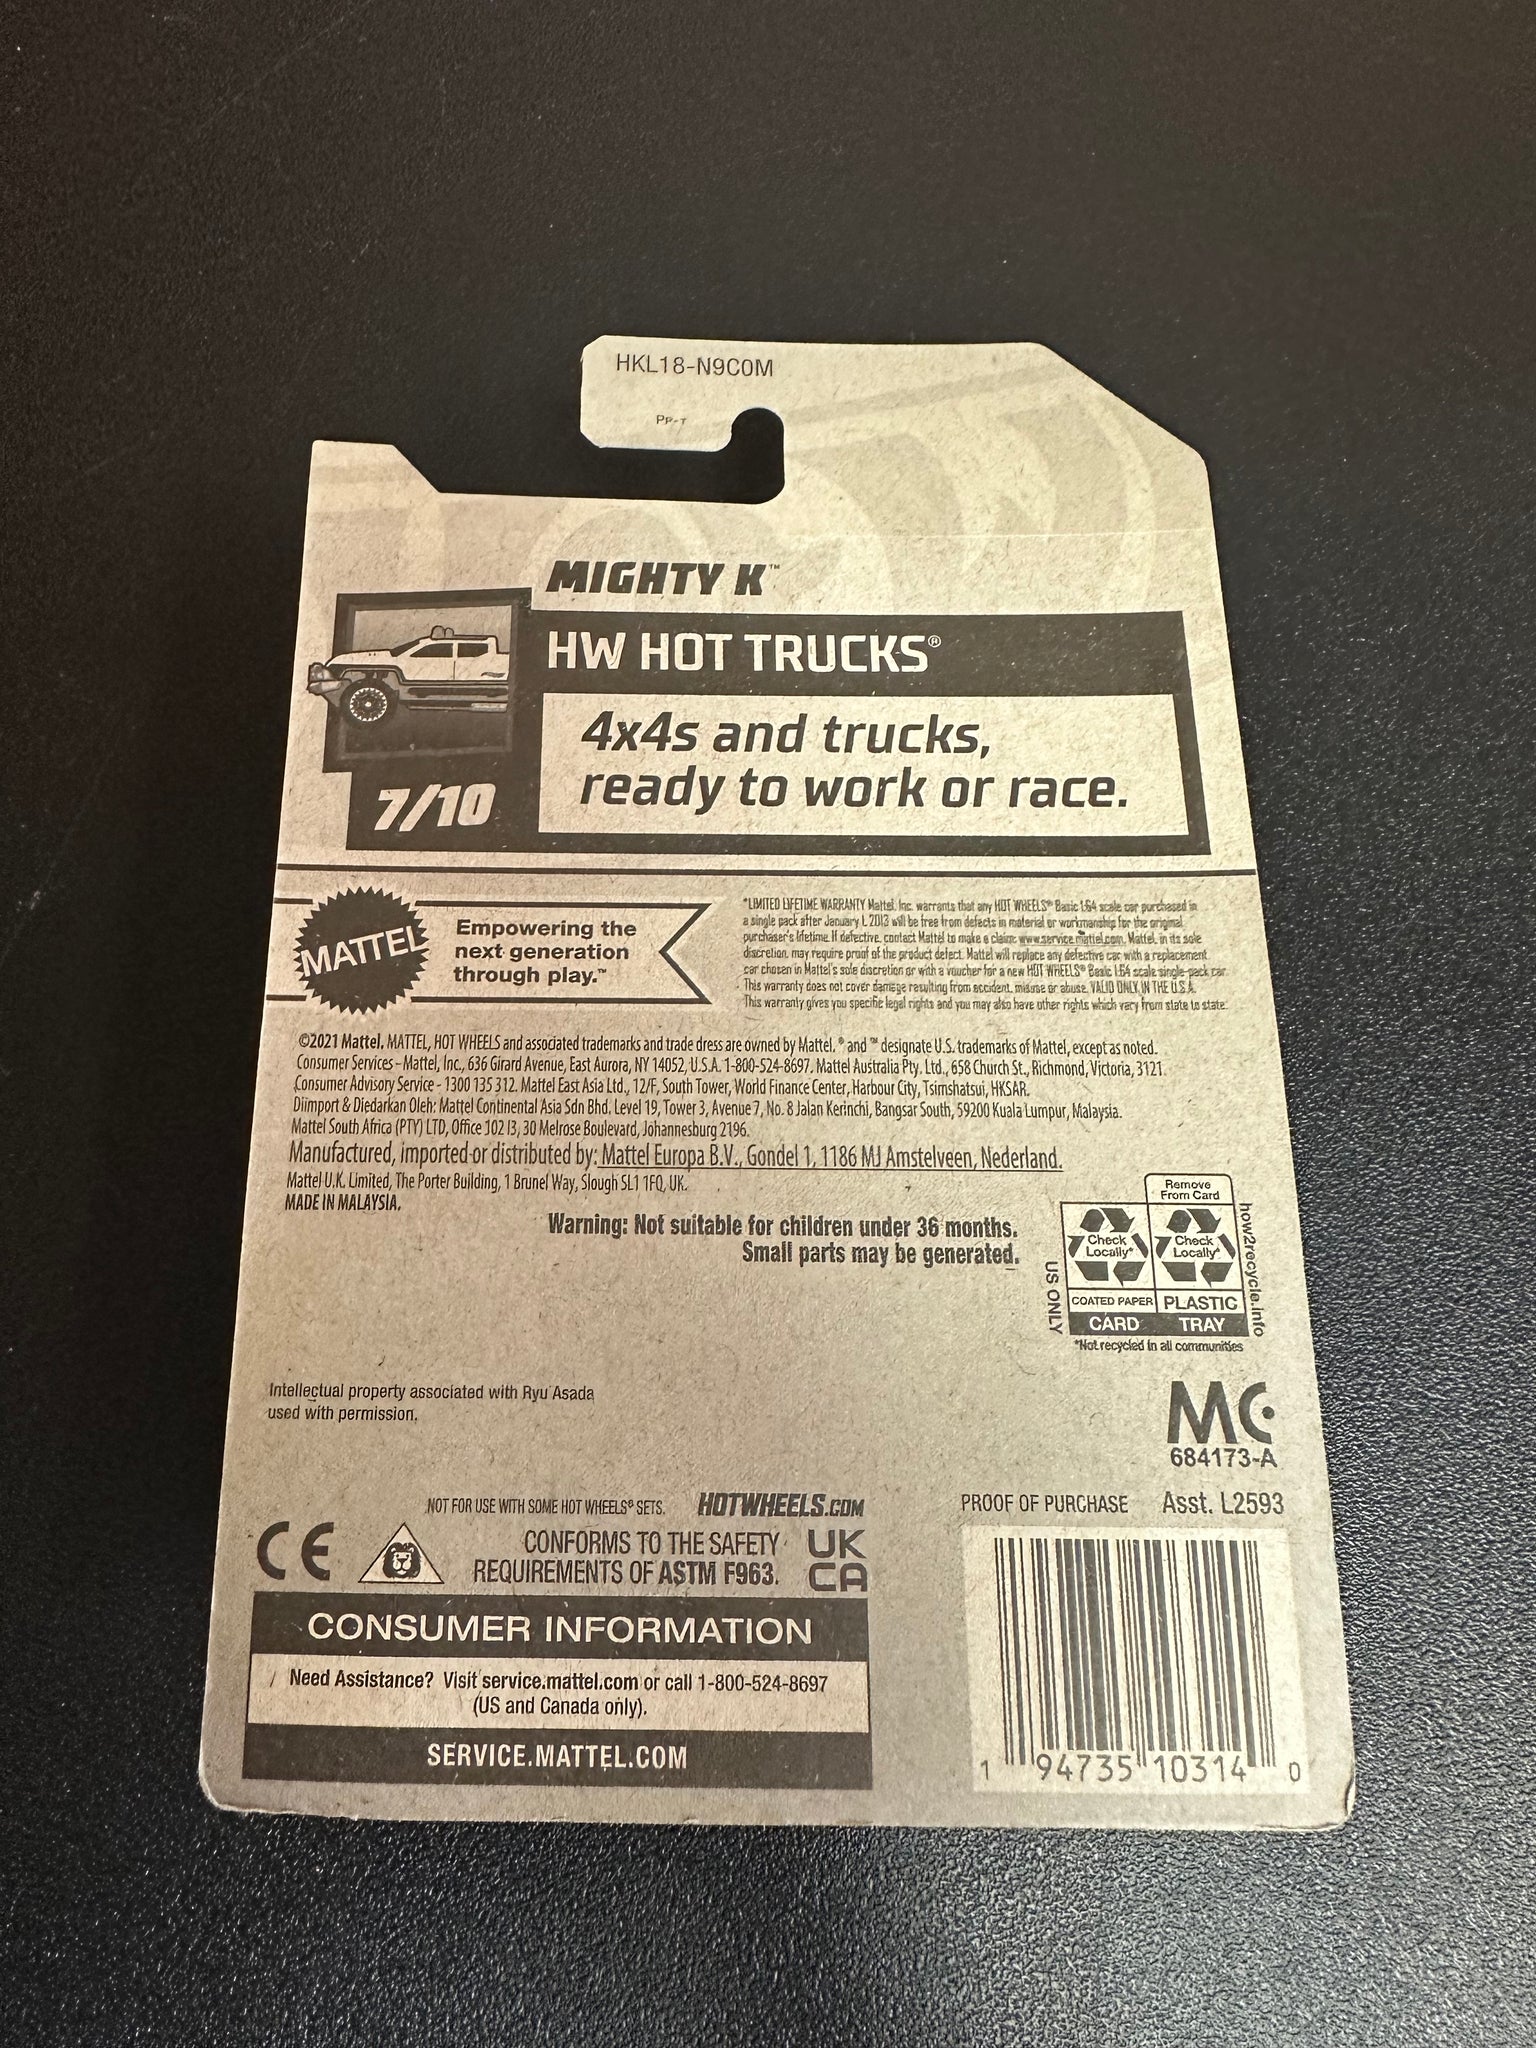 HKL18-N9C0M
PP-T
MIGHTY K™
HW HOT TRUCKS®
4x4s and trucks,
ready to work or race.
7/10
MATTEL
Empowering the
next generation
through play.™
*LIMITED LIFETIME WARRANTY Mattel, Inc. warrants that any HOT WHEELS® Basic 1:64 scale car purchased in
a single pack after January 1, 2013 will be free from defects in material or workmanship for the original
purchaser's lifetime. If defective, contact Mattel to make a claim: www.service.mattel.com. Mattel, in its sole
discretion, may require proof of the product defect. Mattel will replace any defective car with a replacement
car chosen in Mattel's sole discretion or with a voucher for a new HOT WHEELS® Basic 1:64 scale single-pack car.
This warranty does not cover damage resulting from accident, misuse or abuse. VALID ONLY IN THE U.S.A.
This warranty gives you specific legal rights and you may also have other rights which vary from state to state.
©2021 Mattel. MATTEL, HOT WHEELS and associated trademarks and trade dress are owned by Mattel. ® and ™ designate U.S. trademarks of Mattel, except as noted.
Consumer Services – Mattel, Inc., 636 Girard Avenue, East Aurora, NY 14052, U.S.A. 1-800-524-8697. Mattel Australia Pty. Ltd., 658 Church St., Richmond, Victoria, 3121.
Consumer Advisory Service - 1300 135 312. Mattel East Asia Ltd., 12/F, South Tower, World Finance Center, Harbour City, Tsimshatsui, HKSAR.
Diimport & Diedarkan Oleh: Mattel Continental Asia Sdn Bhd. Level 19, Tower 3, Avenue 7, No. 8 Jalan Kerinchi, Bangsar South, 59200 Kuala Lumpur, Malaysia.
Mattel South Africa (PTY) LTD, Office 102 I3, 30 Melrose Boulevard, Johannesburg 2196.
Manufactured, imported or distributed by: Mattel Europa B.V., Gondel 1, 1186 MJ Amstelveen, Nederland.
Mattel U.K. Limited, The Porter Building, 1 Brunel Way, Slough SL1 1FQ, UK.
MADE IN MALAYSIA.
Warning: Not suitable for children under 36 months.
Small parts may be generated.
Remove
From Card
Check
Locally*
Check
Locally*
COATED PAPER
PLASTIC
CARD
TRAY
US ONLY
how2recycle.info
*Not recycled in all communities
Intellectual property associated with Ryu Asada
used with permission.
MC
684173-A
NOT FOR USE WITH SOME HOT WHEELS® SETS.
HOTWHEELS.COM
PROOF OF PURCHASE
Asst. L2593
CE
CONFORMS TO THE SAFETY
REQUIREMENTS OF ASTM F963.
UK
CA
CONSUMER INFORMATION
Need Assistance? Visit service.mattel.com or call 1-800-524-8697
(US and Canada only).
SERVICE.MATTEL.COM
1 94735 10314 0